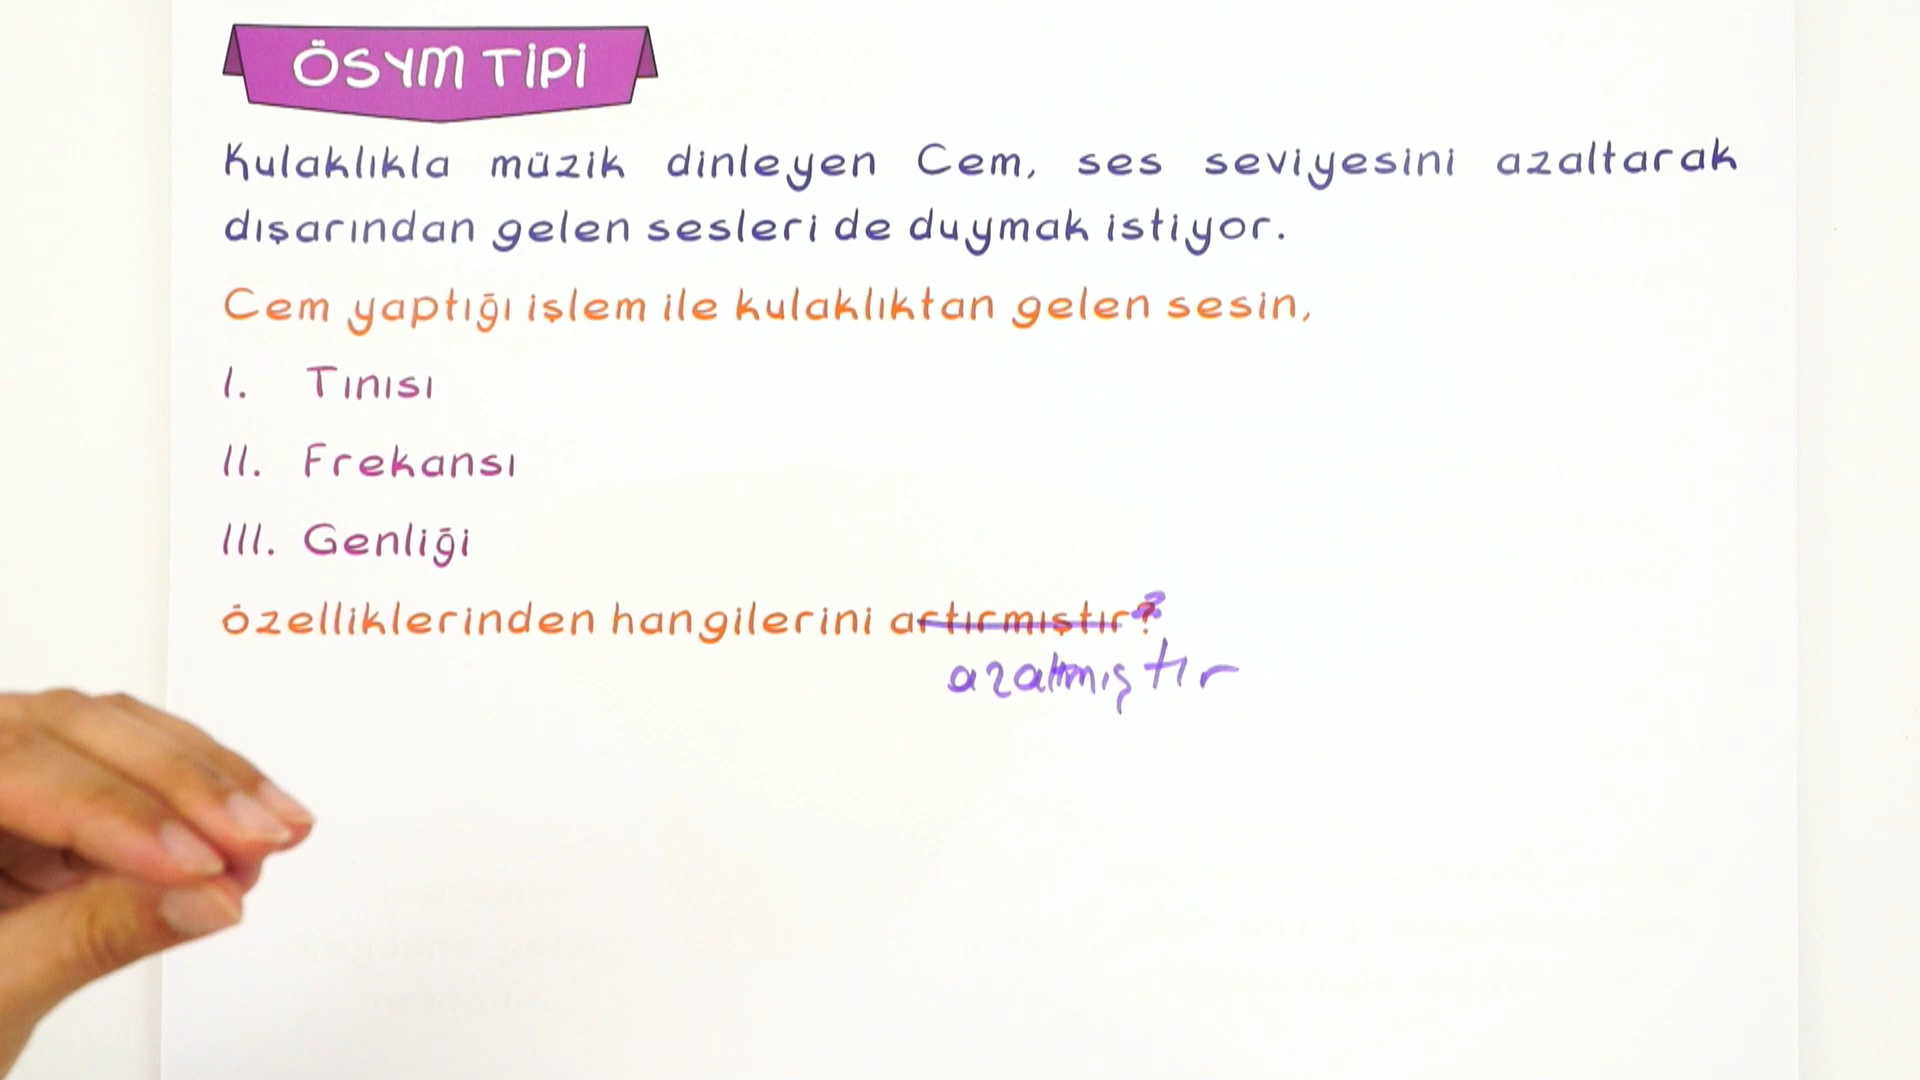 ÖSYM TİPİ
Kulaklıkla müzik dinleyen Cem, ses seviyesini azaltarak
dışarından gelen sesleri de duymak istiyor.
Cem yaptığı işlem ile kulaklıktan gelen sesin,
I. Tınısı
II. Frekansı
III. Genliği
özelliklerinden hangilerini artırmıştır?
azaltmıştır